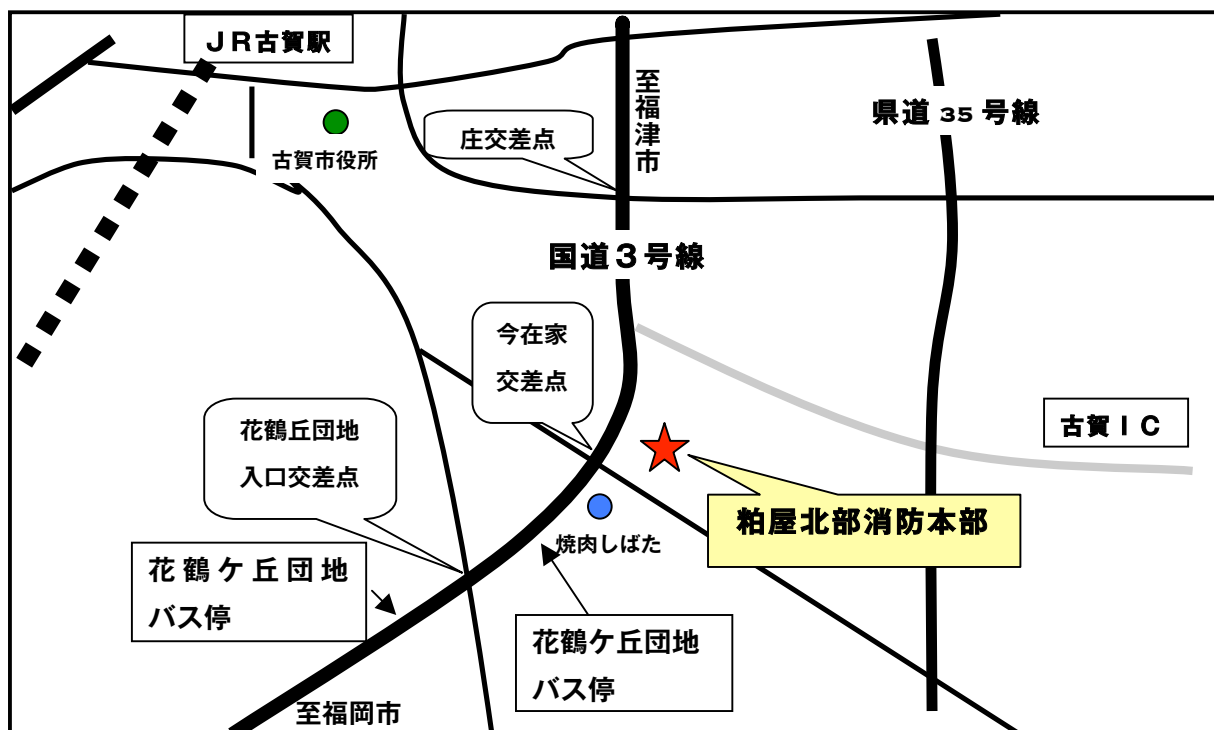 ＪＲ古賀駅
至福津市
県道 35 号線
庄交差点
古賀市役所
国道３号線
今在家
交差点
花鶴丘団地
入口交差点
古賀ＩＣ
粕屋北部消防本部
焼肉しばた
花鶴ケ丘団地
バス停
花鶴ケ丘団地
バス停
至福岡市